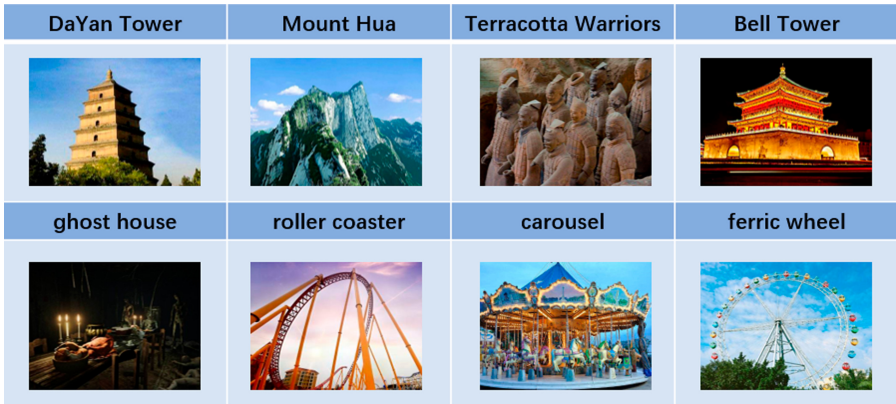 DaYan Tower Mount Hua Terracotta Warriors Bell Tower
ghost house roller coaster carousel ferric wheel